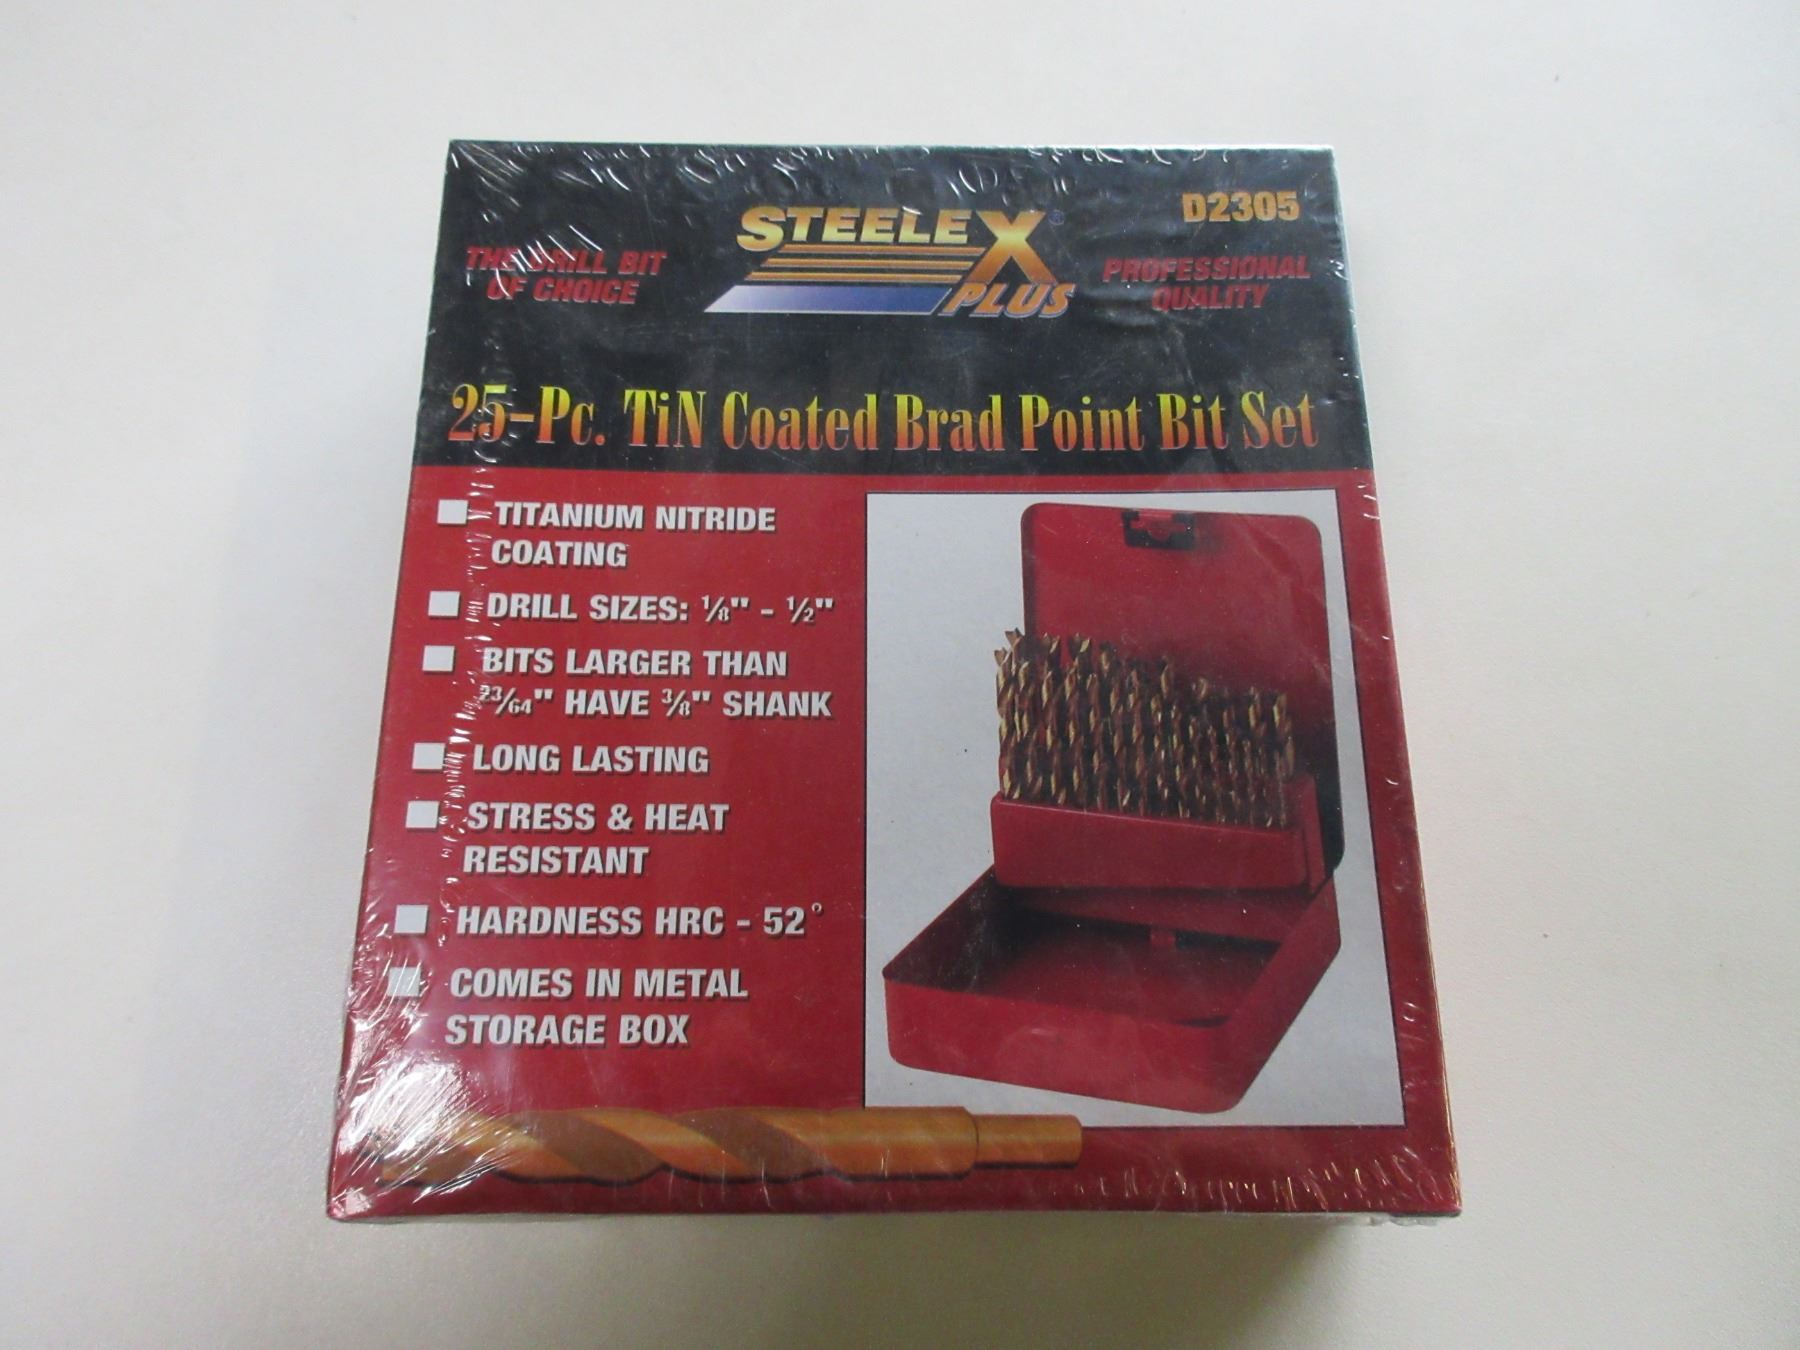 D2305
STEELEX®
PLUS
THE DRILL BIT
OF CHOICE
PROFESSIONAL
QUALITY
25-Pc. TiN Coated Brad Point Bit Set
TITANIUM NITRIDE
COATING
DRILL SIZES: 1/8" - 1/2"
BITS LARGER THAN
23/64" HAVE 3/8" SHANK
LONG LASTING
STRESS & HEAT
RESISTANT
HARDNESS HRC - 52°
COMES IN METAL
STORAGE BOX